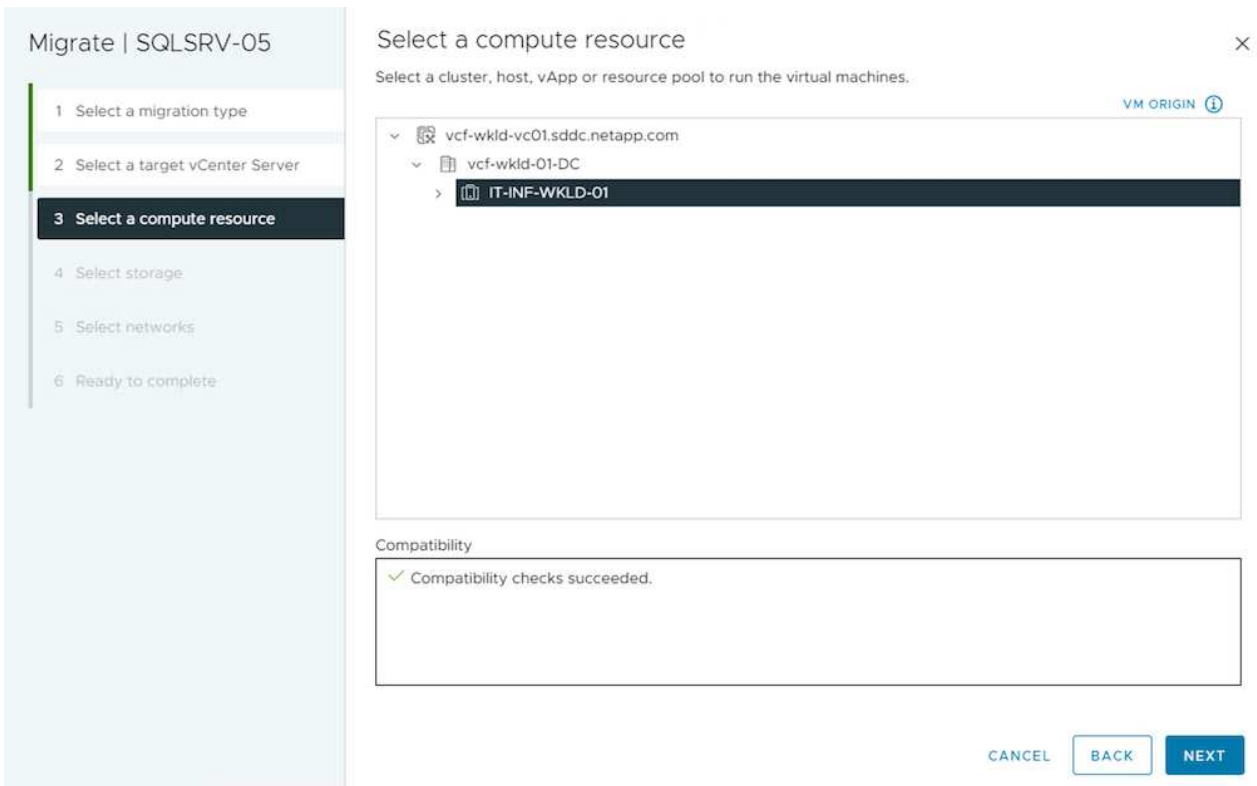 Migrate | SQLSRV-05
1 Select a migration type
2 Select a target vCenter Server
3 Select a compute resource
4 Select storage
5 Select networks
6 Ready to complete
Select a compute resource
Select a cluster, host, vApp or resource pool to run the virtual machines.
VM ORIGIN
vcf-wkld-vc01.sddc.netapp.com
vcf-wkld-01-DC
IT-INF-WKLD-01
Compatibility
Compatibility checks succeeded.
CANCEL
BACK
NEXT